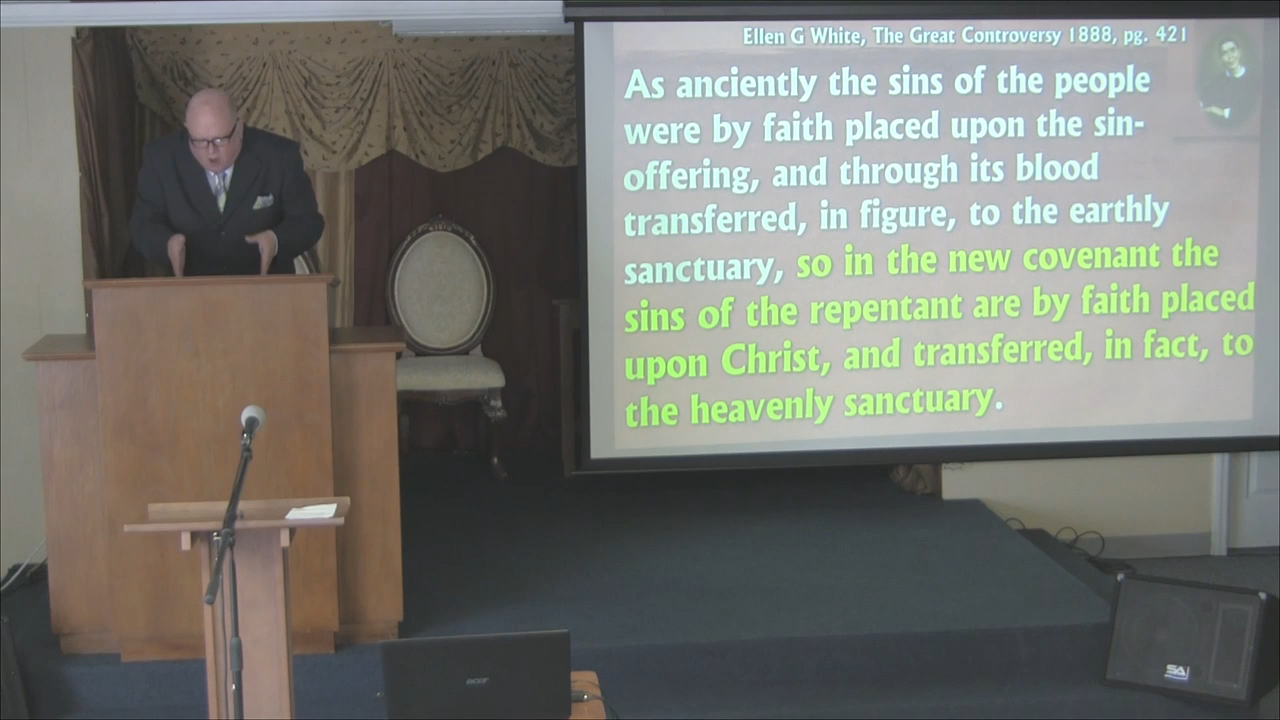 Ellen G White, The Great Controversy 1888, pg. 421
As anciently the sins of the people
were by faith placed upon the sin-
offering, and through its blood
transferred, in figure, to the earthly
sanctuary, so in the new covenant the
sins of the repentant are by faith placed
upon Christ, and transferred, in fact, to
the heavenly sanctuary.
acer
SA